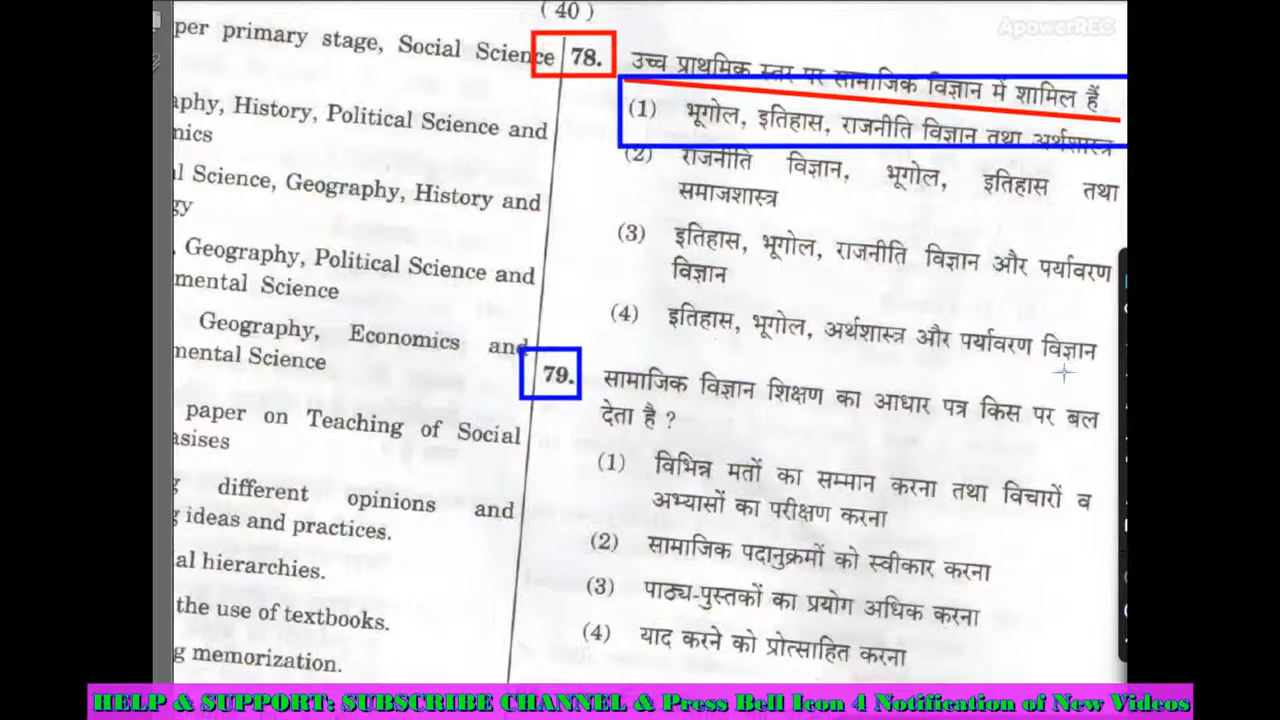 ( 40 )
ApowerREC
per primary stage, Social Science
aphy, History, Political Science and
mics
al Science, Geography, History and
gy
, Geography, Political Science and
mental Science
Geography, Economics and
mental Science
paper on Teaching of Social
asises
g different opinions and
g ideas and practices.
al hierarchies.
the use of textbooks.
g memorization.
78. उच्च प्राथमिक स्तर पर सामाजिक विज्ञान में शामिल हैं
(1) भूगोल, इतिहास, राजनीति विज्ञान तथा अर्थशास्त्र
(2) राजनीति विज्ञान, भूगोल, इतिहास तथा
समाजशास्त्र
(3) इतिहास, भूगोल, राजनीति विज्ञान और पर्यावरण
विज्ञान
(4) इतिहास, भूगोल, अर्थशास्त्र और पर्यावरण विज्ञान
79. सामाजिक विज्ञान शिक्षण का आधार पत्र किस पर बल
देता है ?
(1) विभिन्न मतों का सम्मान करना तथा विचारों व
अभ्यासों का परीक्षण करना
(2) सामाजिक पदानुक्रमों को स्वीकार करना
(3) पाठ्य-पुस्तकों का प्रयोग अधिक करना
(4) याद करने को प्रोत्साहित करना
HELP & SUPPORT: SUBSCRIBE CHANNEL & Press Bell Icon 4 Notification of New Videos